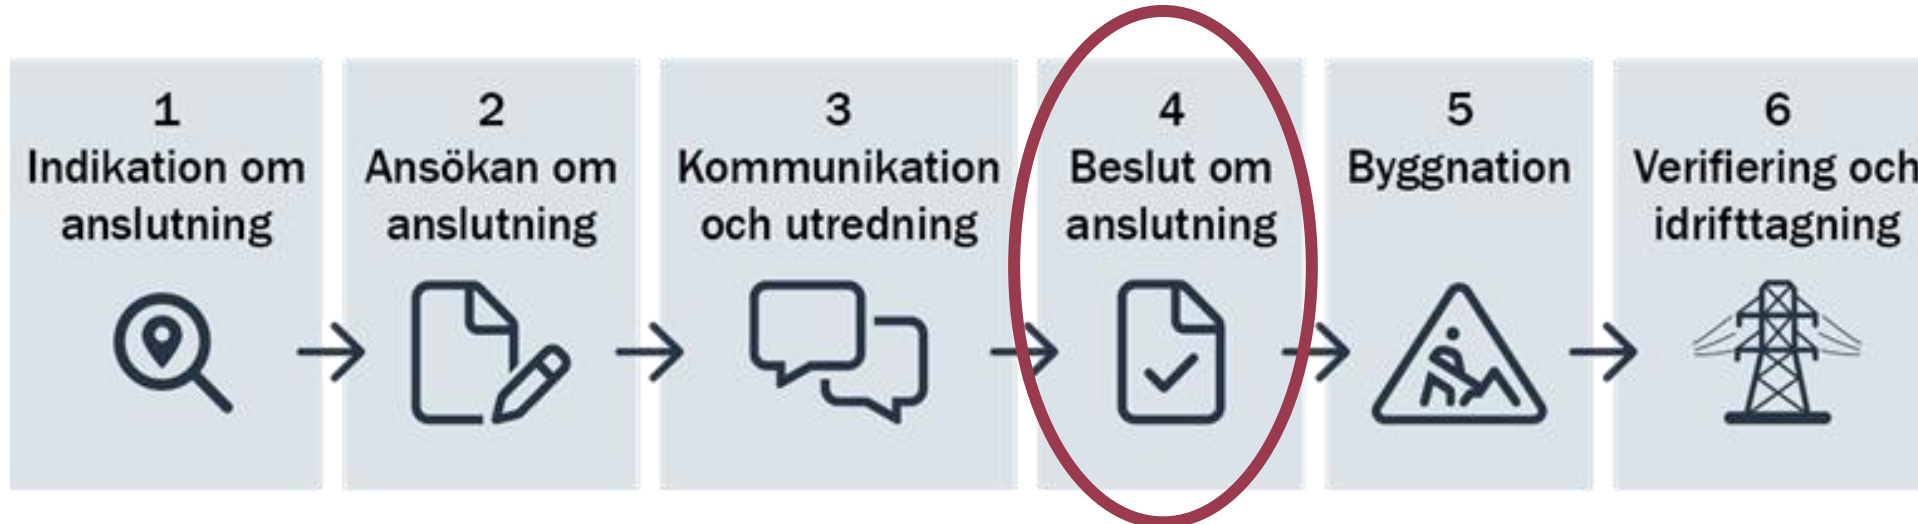 1
Indikation om
anslutning
2
Ansökan om
anslutning
3
Kommunikation
och utredning
4
Beslut om
anslutning
5
Byggnation
6
Verifiering och
idrifttagning